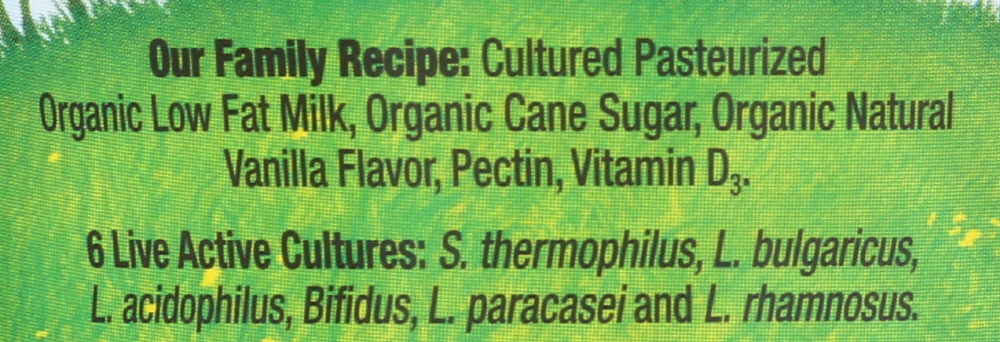 Our Family Recipe: Cultured Pasteurized
Organic Low Fat Milk, Organic Cane Sugar, Organic Natural
Vanilla Flavor, Pectin, Vitamin D₃.
6 Live Active Cultures: S. thermophilus, L. bulgaricus,
L. acidophilus, Bifidus, L. paracasei and L. rhamnosus.